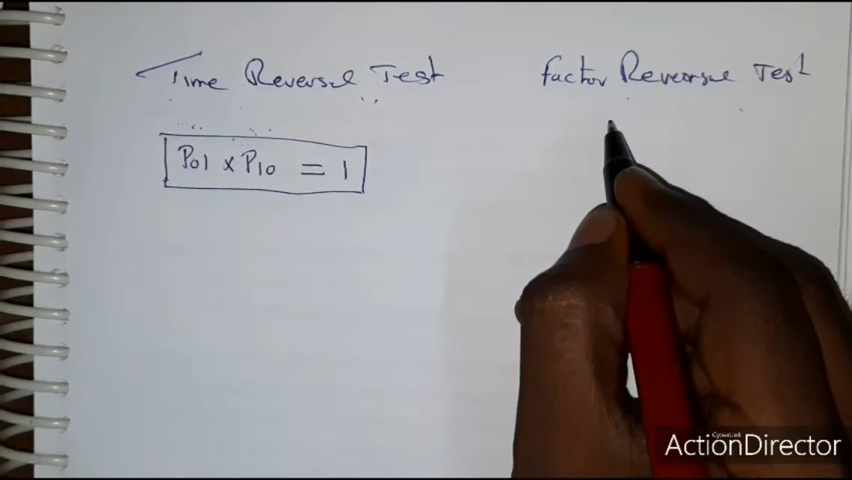 Time Reversal Test
Factor Reversal Test
P01 x P10 = 1
ActionDirector